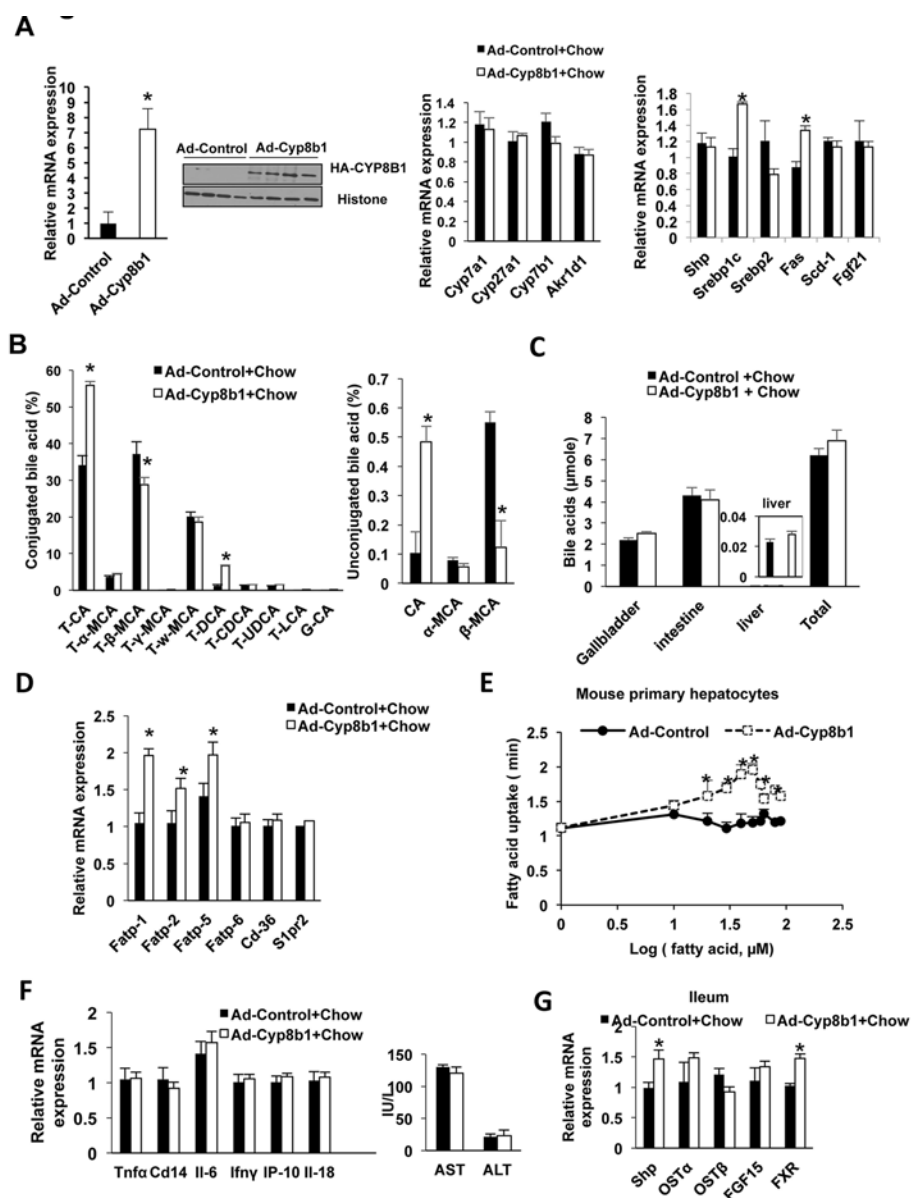 A
Relative mRNA expression
10
9
8
7
6
5
4
3
2
1
0
*
Ad-Control
Ad-Cyp8b1
Ad-Control Ad-Cyp8b1
HA-CYP8B1
Histone
Ad-Control+Chow
Ad-Cyp8b1+Chow
Relative mRNA expression
1.4
1.2
1
0.8
0.6
0.4
0.2
0
Cyp7a1
Cyp27a1
Cyp7b1
Akr1d1
Relative mRNA expression
1.8
1.6
1.2
1.2
0.8
0.6
0.4
0.2
0
*
*
Shp
Srebp1c
Srebp2
Fas
Scd-1
Fgf21
B
Ad-Control+Chow
Ad-Cyp8b1+Chow
Conjugated bile acid (%)
60
50
40
30
20
10
0
*
*
*
T-CA
T-α-MCA
T-β-MCA
T-γ-MCA
T-w-MCA
T-DCA
T-CDCA
T-UDCA
T-LCA
G-CA
Unconjugated bile acid (%)
0.7
0.6
0.5
0.4
0.3
0.2
0.1
0
*
*
CA
α-MCA
β-MCA
C
Ad-Control +Chow
Ad-Cyp8b1 + Chow
Bile acids (μmole)
8
7
6
5
4
3
2
1
0
liver
0.04
0.02
0
Gallbladder
intestine
liver
Total
D
Ad-Control+Chow
Ad-Cyp8b1+Chow
Relative mRNA expression
2.5
2
1.5
1
0.5
0
*
*
*
Fatp-1
Fatp-2
Fatp-5
Fatp-6
Cd-36
S1pr2
E
Mouse primary hepatocytes
Ad-Control Ad-Cyp8b1
Fatty acid uptake ( min)
2.5
2
1.5
1
0.5
0
* * * * * *
0 0.5 1 1.5 2 2.5
Log ( fatty acid, μM)
F
Ad-Control+Chow
Ad-Cyp8b1+Chow
Relative mRNA
expression
2
1.5
1
0.5
0
Tnfα Cd14 Il-6 Ifnγ IP-10 Il-18
IU/L
150
100
50
0
AST ALT
G
Ileum
Ad-Control+Chow Ad-Cyp8b1+Chow
Relative mRNA
expression
2
1.5
1
0.5
0
*
*
Shp
OSTα
OSTβ
FGF15
FXR